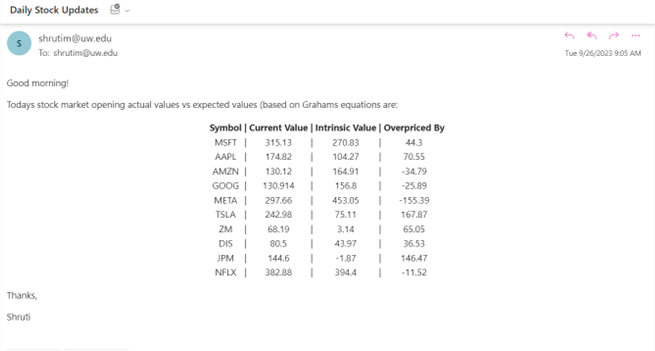 Daily Stock Updates
S
shrutim@uw.edu
To: shrutim@uw.edu
Tue 9/26/2023 9:05 AM
Good morning!
Todays stock market opening actual values vs expected values (based on Grahams equations are:
Symbol | Current Value | Intrinsic Value | Overpriced By
MSFT | 315.13 | 270.83 | 44.3
AAPL | 174.82 | 104.27 | 70.55
AMZN | 130.12 | 164.91 | -34.79
GOOG | 130.914 | 156.8 | -25.89
META | 297.66 | 453.05 | -155.39
TSLA | 242.98 | 75.11 | 167.87
ZM | 68.19 | 3.14 | 65.05
DIS | 80.5 | 43.97 | 36.53
JPM | 144.6 | -1.87 | 146.47
NFLX | 382.88 | 394.4 | -11.52
Thanks,
Shruti